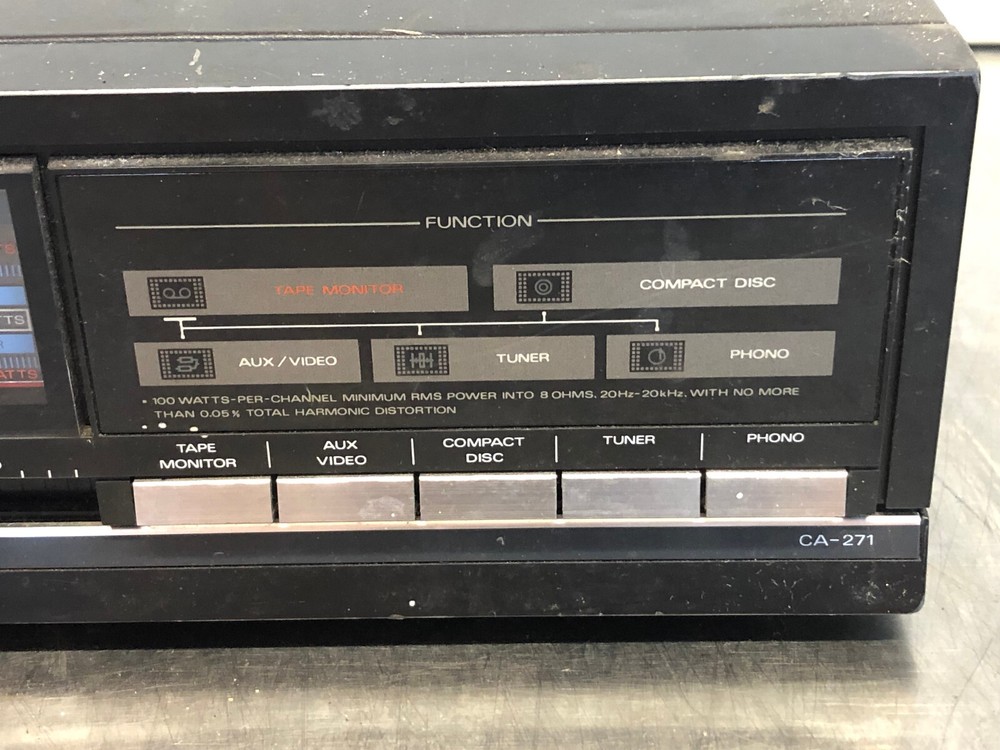 FUNCTION
TAPE MONITOR
COMPACT DISC
AUX/VIDEO
TUNER
PHONO
• 100 WATTS-PER-CHANNEL MINIMUM RMS POWER INTO 8 OHMS, 20Hz-20kHz, WITH NO MORE
THAN 0.05% TOTAL HARMONIC DISTORTION
TAPE
MONITOR
AUX
VIDEO
COMPACT
DISC
TUNER
PHONO
CA-271